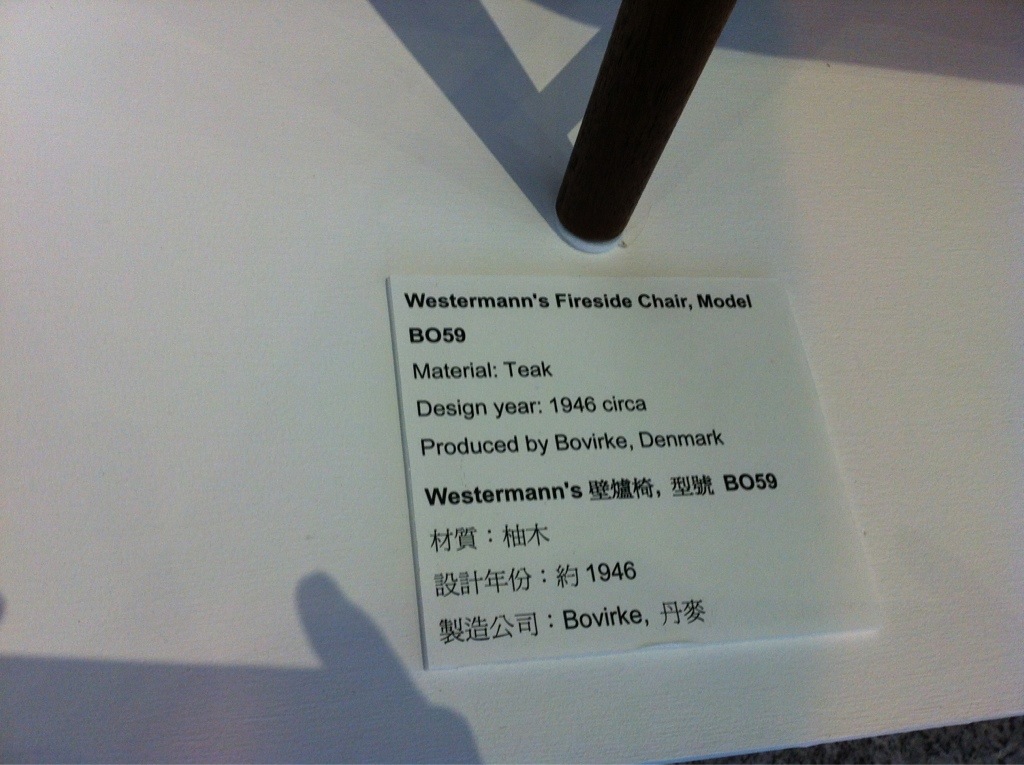 Westermann's Fireside Chair, Model
BO59
Material: Teak
Design year: 1946 circa
Produced by Bovirke, Denmark
Westermann's 壁爐椅, 型號 BO59
材質：柚木
設計年份：約 1946
製造公司：Bovirke, 丹麥